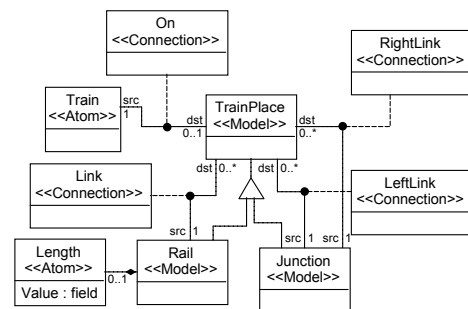 On
<<Connection>>
RightLink
<<Connection>>
Train
<<Atom>>
src
1
dst
0..1
TrainPlace
<<Model>>
dst
0..*
Link
<<Connection>>
dst 0..*
dst 0..*
LeftLink
<<Connection>>
src 1
src 1
src 1
Length
<<Atom>>
Value : field
0..1
Rail
<<Model>>
Junction
<<Model>>